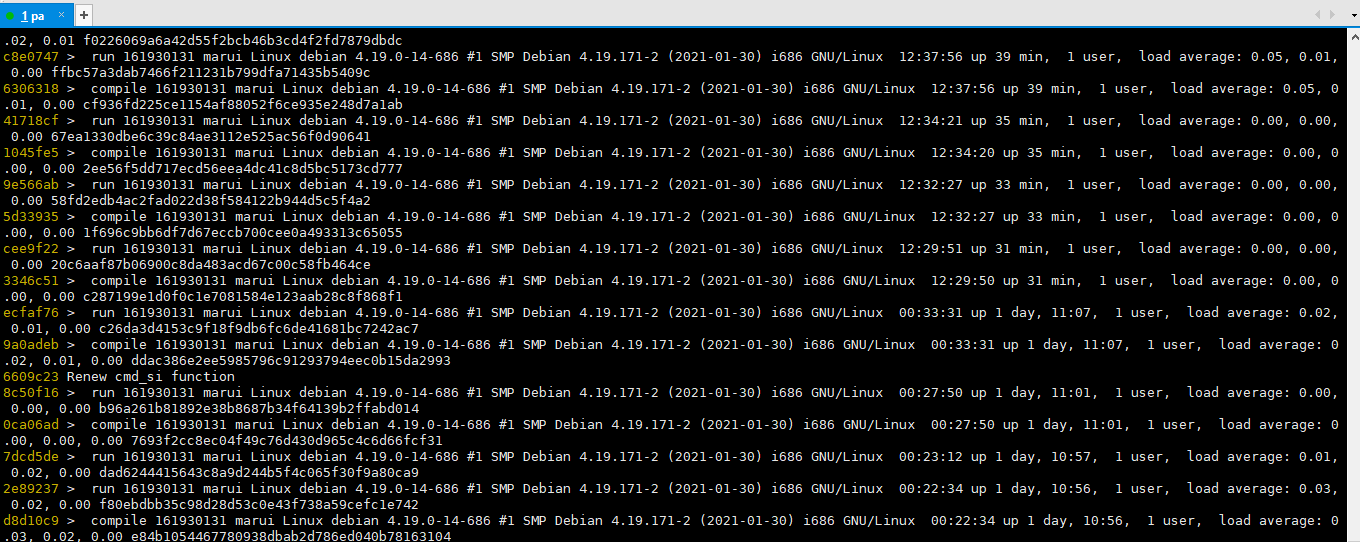 1 pa × +
.02, 0.01 f0226069a6a42d55f2bcb46b3cd4f2fd7879dbdc
c8e0747 >  run 161930131 marui Linux debian 4.19.0-14-686 #1 SMP Debian 4.19.171-2 (2021-01-30) i686 GNU/Linux  12:37:56 up 39 min,  1 user,  load average: 0.05, 0.01,
 0.00 ffbc57a3dab7466f211231b799dfa71435b5409c
6306318 >  compile 161930131 marui Linux debian 4.19.0-14-686 #1 SMP Debian 4.19.171-2 (2021-01-30) i686 GNU/Linux  12:37:56 up 39 min,  1 user,  load average: 0.05, 0
.01, 0.00 cf936fd225ce1154af88052f6ce935e248d7a1ab
41718cf >  run 161930131 marui Linux debian 4.19.0-14-686 #1 SMP Debian 4.19.171-2 (2021-01-30) i686 GNU/Linux  12:34:21 up 35 min,  1 user,  load average: 0.00, 0.00,
 0.00 67ea1330dbe6c39c84ae3112e525ac56f0d90641
1045fe5 >  compile 161930131 marui Linux debian 4.19.0-14-686 #1 SMP Debian 4.19.171-2 (2021-01-30) i686 GNU/Linux  12:34:20 up 35 min,  1 user,  load average: 0.00, 0
.00, 0.00 2ee56f5dd717ecd56eea4dc41c8d5bc5173cd777
9e566ab >  run 161930131 marui Linux debian 4.19.0-14-686 #1 SMP Debian 4.19.171-2 (2021-01-30) i686 GNU/Linux  12:32:27 up 33 min,  1 user,  load average: 0.00, 0.00,
 0.00 58fd2edb4ac2fad022d38f584122b944d5c5f4a2
5d33935 >  compile 161930131 marui Linux debian 4.19.0-14-686 #1 SMP Debian 4.19.171-2 (2021-01-30) i686 GNU/Linux  12:32:27 up 33 min,  1 user,  load average: 0.00, 0
.00, 0.00 1f696c9bb6df7d67eccb700cee0a493313c65055
cee9f22 >  run 161930131 marui Linux debian 4.19.0-14-686 #1 SMP Debian 4.19.171-2 (2021-01-30) i686 GNU/Linux  12:29:51 up 31 min,  1 user,  load average: 0.00, 0.00,
 0.00 20c6aaf87b06900c8da483acd67c00c58fb464ce
3346c51 >  compile 161930131 marui Linux debian 4.19.0-14-686 #1 SMP Debian 4.19.171-2 (2021-01-30) i686 GNU/Linux  12:29:50 up 31 min,  1 user,  load average: 0.00, 0
.00, 0.00 c287199e1d0f0c1e7081584e123aab28c8f868f1
ecfaf76 >  run 161930131 marui Linux debian 4.19.0-14-686 #1 SMP Debian 4.19.171-2 (2021-01-30) i686 GNU/Linux  00:33:31 up 1 day, 11:07,  1 user,  load average: 0.02,
 0.01, 0.00 c26da3d4153c9f18f9db6fc6de41681bc7242ac7
9a0adeb >  compile 161930131 marui Linux debian 4.19.0-14-686 #1 SMP Debian 4.19.171-2 (2021-01-30) i686 GNU/Linux  00:33:31 up 1 day, 11:07,  1 user,  load average: 0
.02, 0.01, 0.00 ddac386e2ee5985796c91293794eec0b15da2993
6609c23 Renew cmd_si function
8c50f16 >  run 161930131 marui Linux debian 4.19.0-14-686 #1 SMP Debian 4.19.171-2 (2021-01-30) i686 GNU/Linux  00:27:50 up 1 day, 11:01,  1 user,  load average: 0.00,
 0.00, 0.00 b96a261b81892e38b8687b34f64139b2ffabd014
0ca06ad >  compile 161930131 marui Linux debian 4.19.0-14-686 #1 SMP Debian 4.19.171-2 (2021-01-30) i686 GNU/Linux  00:27:50 up 1 day, 11:01,  1 user,  load average: 0
.00, 0.00, 0.00 7693f2cc8ec04f49c76d430d965c4c6d66fcf31
7dcd5de >  run 161930131 marui Linux debian 4.19.0-14-686 #1 SMP Debian 4.19.171-2 (2021-01-30) i686 GNU/Linux  00:23:12 up 1 day, 10:57,  1 user,  load average: 0.01,
 0.02, 0.00 dad6244415643c8a9d244b5f4c065f30f9a80ca9
2e89237 >  run 161930131 marui Linux debian 4.19.0-14-686 #1 SMP Debian 4.19.171-2 (2021-01-30) i686 GNU/Linux  00:22:34 up 1 day, 10:56,  1 user,  load average: 0.03,
 0.02, 0.00 f80ebdbb35c98d28d53c0e43f738a59cefc1e742
d8d10c9 >  compile 161930131 marui Linux debian 4.19.0-14-686 #1 SMP Debian 4.19.171-2 (2021-01-30) i686 GNU/Linux  00:22:34 up 1 day, 10:56,  1 user,  load average: 0
.03, 0.02, 0.00 e84b1054467780938dbab2d786ed040b78163104